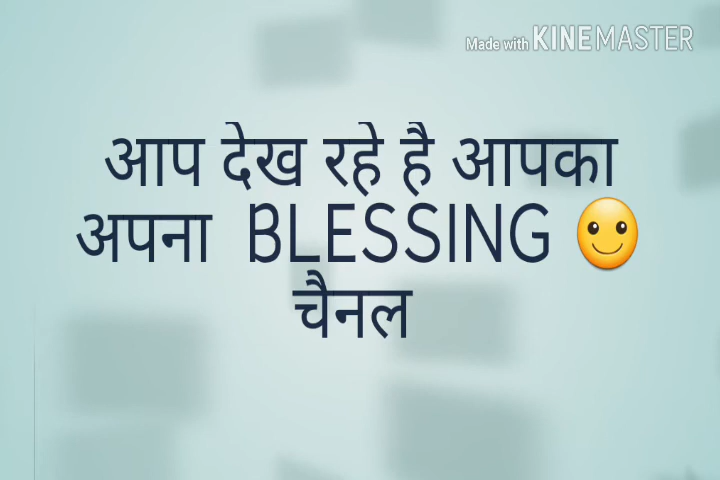 Made with KINEMASTER
आप देख रहे है आपका
अपना BLESSING 🙂
चैनल